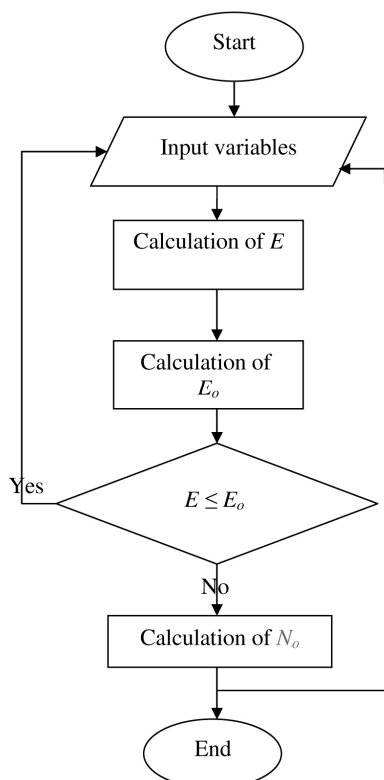 Start
Input variables
Calculation of E
Calculation of
Eₒ
E ≤ Eₒ
Yes
No
Calculation of Nₒ
End